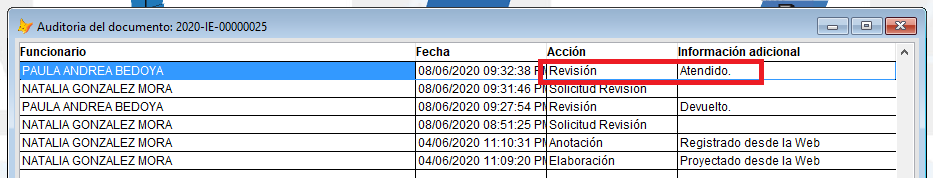 Auditoria del documento: 2020-IE-00000025
Funcionario Fecha Acción Información adicional
PAULA ANDREA BEDOYA 08/06/2020 09:32:38 PM Revisión Atendido.
NATALIA GONZALEZ MORA 08/06/2020 09:31:46 PM Solicitud Revisión
PAULA ANDREA BEDOYA 08/06/2020 09:27:54 PM Revisión Devuelto.
NATALIA GONZALEZ MORA 08/06/2020 08:51:25 PM Solicitud Revisión
NATALIA GONZALEZ MORA 04/06/2020 11:10:31 PM Anotación Registrado desde la Web
NATALIA GONZALEZ MORA 04/06/2020 11:09:20 PM Elaboración Proyectado desde la Web